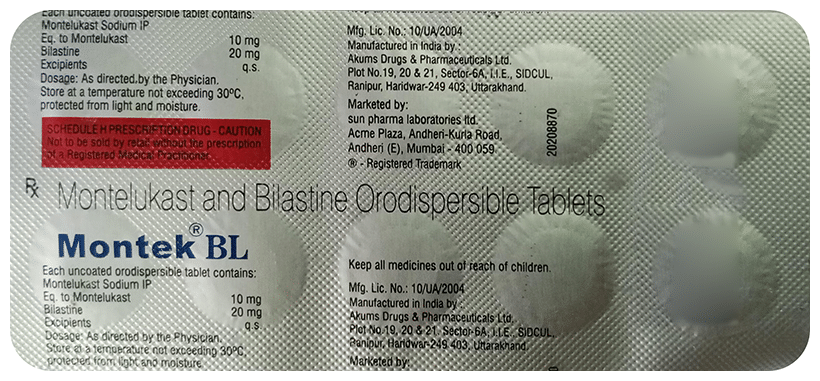 Each uncoated orodispersible tablet contains:
Montelukast Sodium IP
Eq. to Montelukast 10 mg
Bilastine 20 mg
Excipients q.s.
Dosage: As directed by the Physician.
Store at a temperature not exceeding 30ºC,
protected from light and moisture.
SCHEDULE H PRESCRIPTION DRUG - CAUTION
Not to be sold by retail without the prescription
of a Registered Medical Practitioner.
Mfg. Lic. No.: 10/UA/2004
Manufactured in India by :
Akums Drugs & Pharmaceuticals Ltd.
Plot No.19, 20 & 21, Sector-6A, I.I.E., SIDCUL,
Ranipur, Haridwar-249 403, Uttarakhand.
Marketed by:
sun pharma laboratories ltd.
Acme Plaza, Andheri-Kurla Road,
Andheri (E), Mumbai - 400 059.
® - Registered Trademark
20208870
Rx Montelukast and Bilastine Orodispersible Tablets
Montek® BL
Each uncoated orodispersible tablet contains:
Montelukast Sodium IP
Eq. to Montelukast 10 mg
Bilastine 20 mg
Excipients q.s.
Dosage: As directed by the Physician.
Store at a temperature not exceeding 30ºC,
protected from light and moisture
Keep all medicines out of reach of children.
Mfg. Lic. No.: 10/UA/2004
Manufactured in India by :
Akums Drugs & Pharmaceuticals Ltd.
Plot No.19, 20 & 21, Sector-6A, I.I.E., SIDCUL,
Ranipur, Haridwar-249 403, Uttarakhand.
Marketed by: